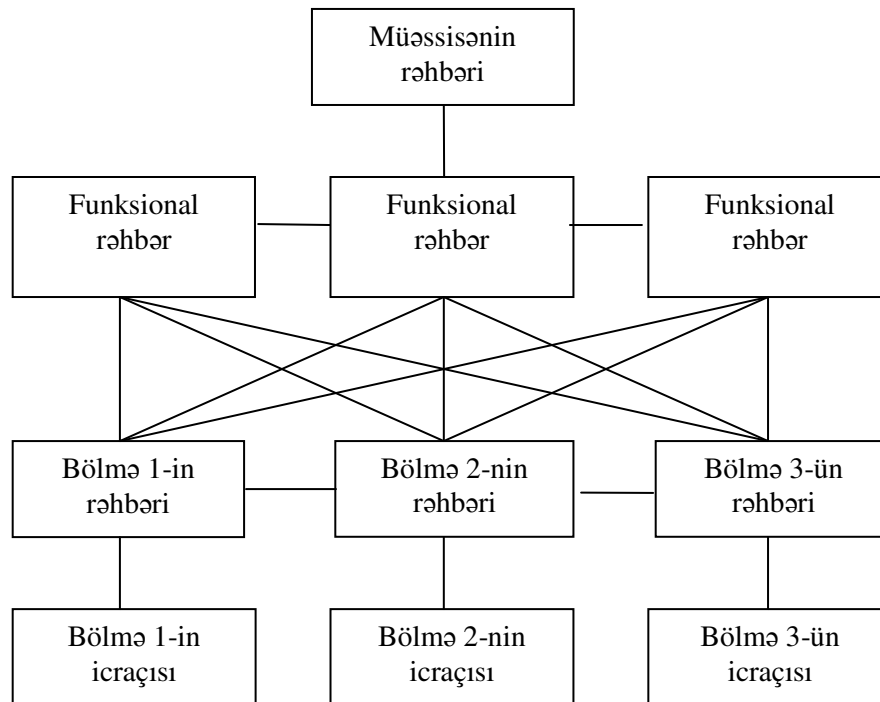 Müəssisənin
rəhbəri
Funksional
rəhbər
Funksional
rəhbər
Funksional
rəhbər
Bölmə 1-in
rəhbəri
Bölmə 2-nin
rəhbəri
Bölmə 3-ün
rəhbəri
Bölmə 1-in
icraçısı
Bölmə 2-nin
icraçısı
Bölmə 3-ün
icraçısı